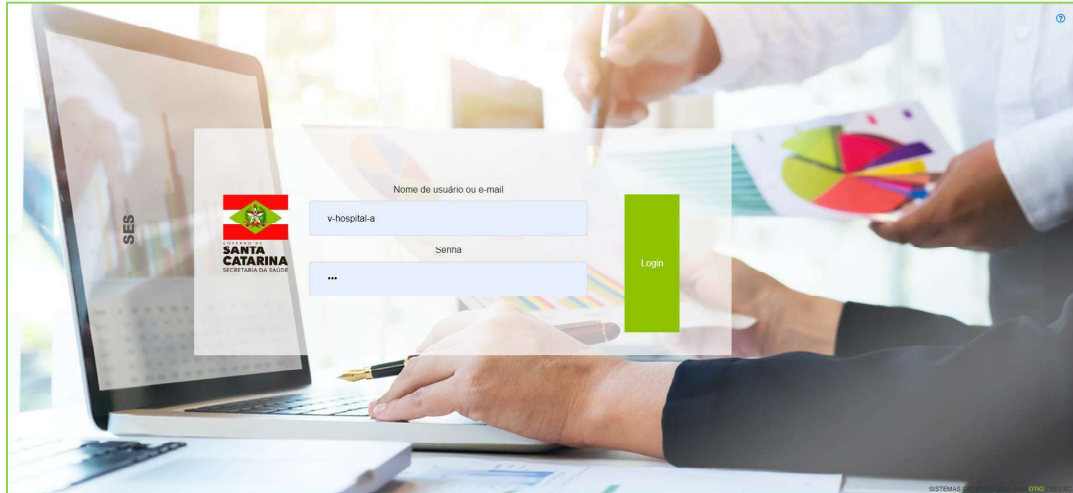 SES
Nome de usuário ou e-mail
v-hospital-a
GOVERNO DE
SANTA
CATARINA
SECRETARIA DA SAÚDE
Senha
•••
Login
SISTEMAS
DTIG